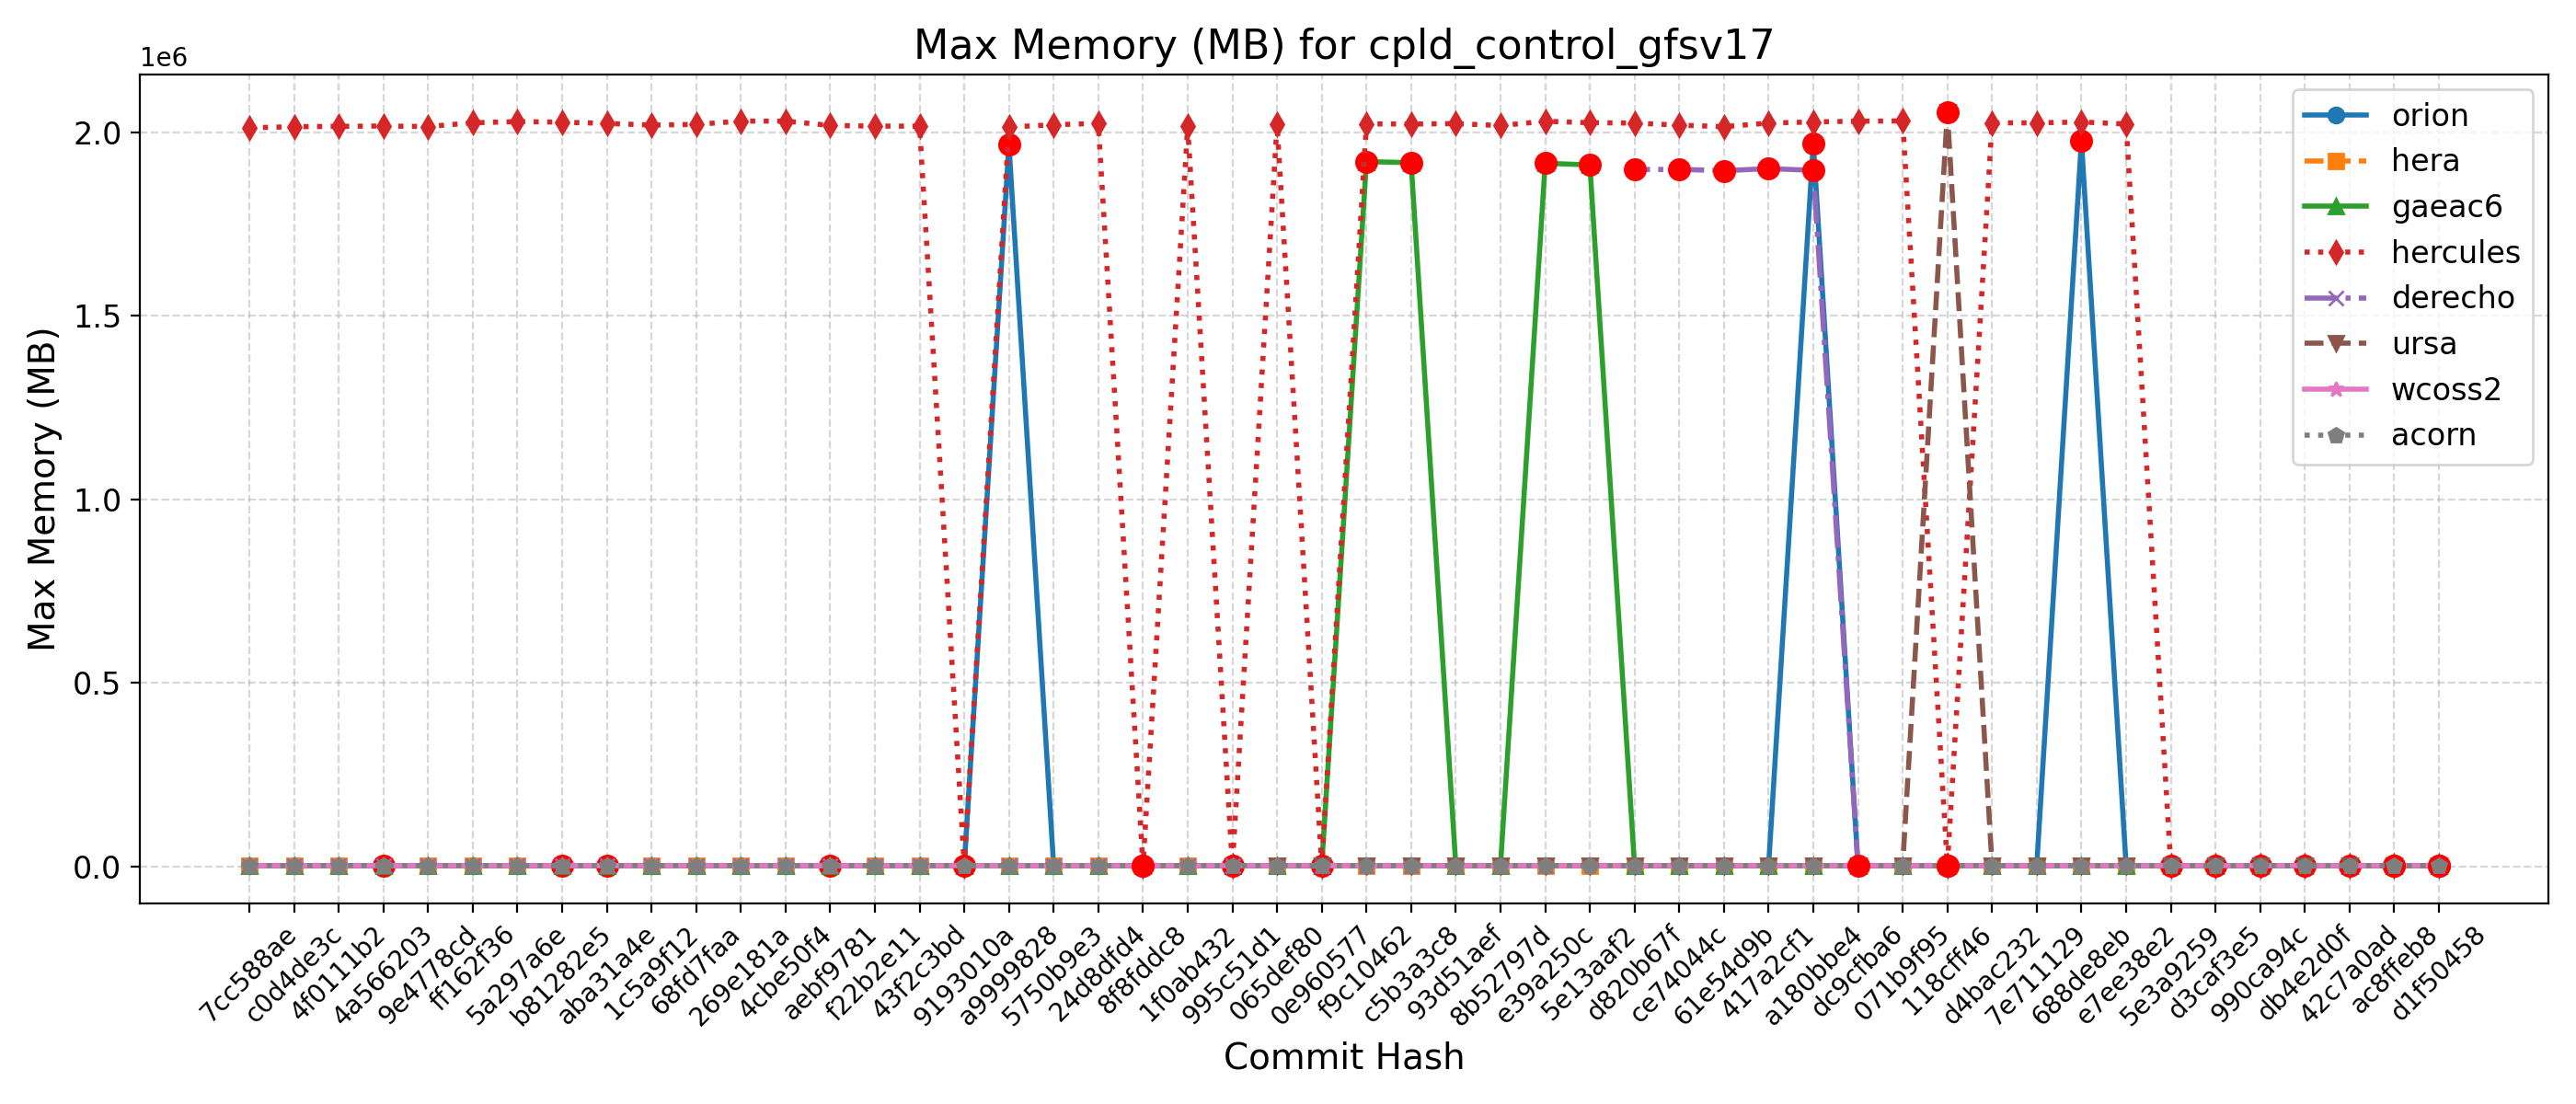 Max Memory (MB) for cpld_control_gfsv17
1e6
2.0
1.5
1.0
0.5
0.0
Max Memory (MB)
orion
hera
gaeac6
hercules
derecho
ursa
wcoss2
acorn
7cc588ae
c0d4de3c
4f0111b2
4a566203
9e4778cd
ff162f36
5a297a6e
b81282e5
aba31a4e
1c5a9f12
68fd7faa
269e181a
4cbe50f4
aebf9781
f22b2e11
43f2c3bd
9193010a
a9999828
5750b9e3
24d8dfd4
8f8fddc8
1f0ab432
995c51d1
065def80
0e960577
f9c10462
c5b3a3c8
93d51aef
8b52797d
e39a250c
5e13aaf2
d820b67f
ce74044c
61e54d9b
417a2cf1
a180bbe4
dc9cfba6
071b9f95
118cff46
d4bac232
7e711129
688de8eb
e7ee38e2
5e3a9259
d3caf3e5
990ca94c
db4e2d0f
42c7a0ad
ac8ffeb8
d1f50458
Commit Hash